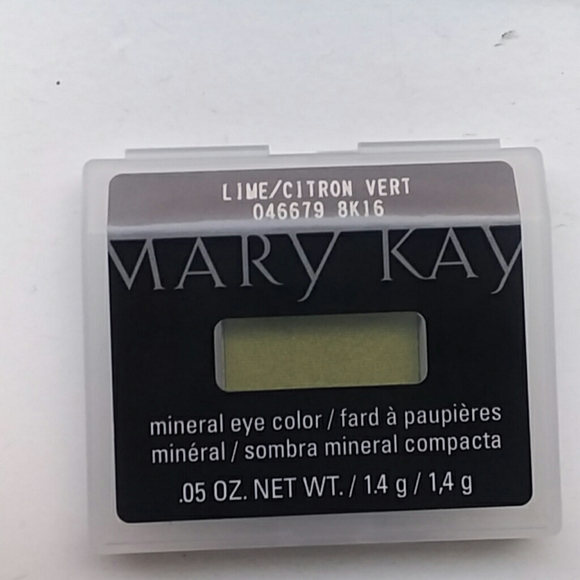 LIME/CITRON VERT
046679 8K16
MARY KAY
mineral eye color / fard à paupières
minéral / sombra mineral compacta
.05 OZ. NET WT. / 1.4 g / 1,4 g